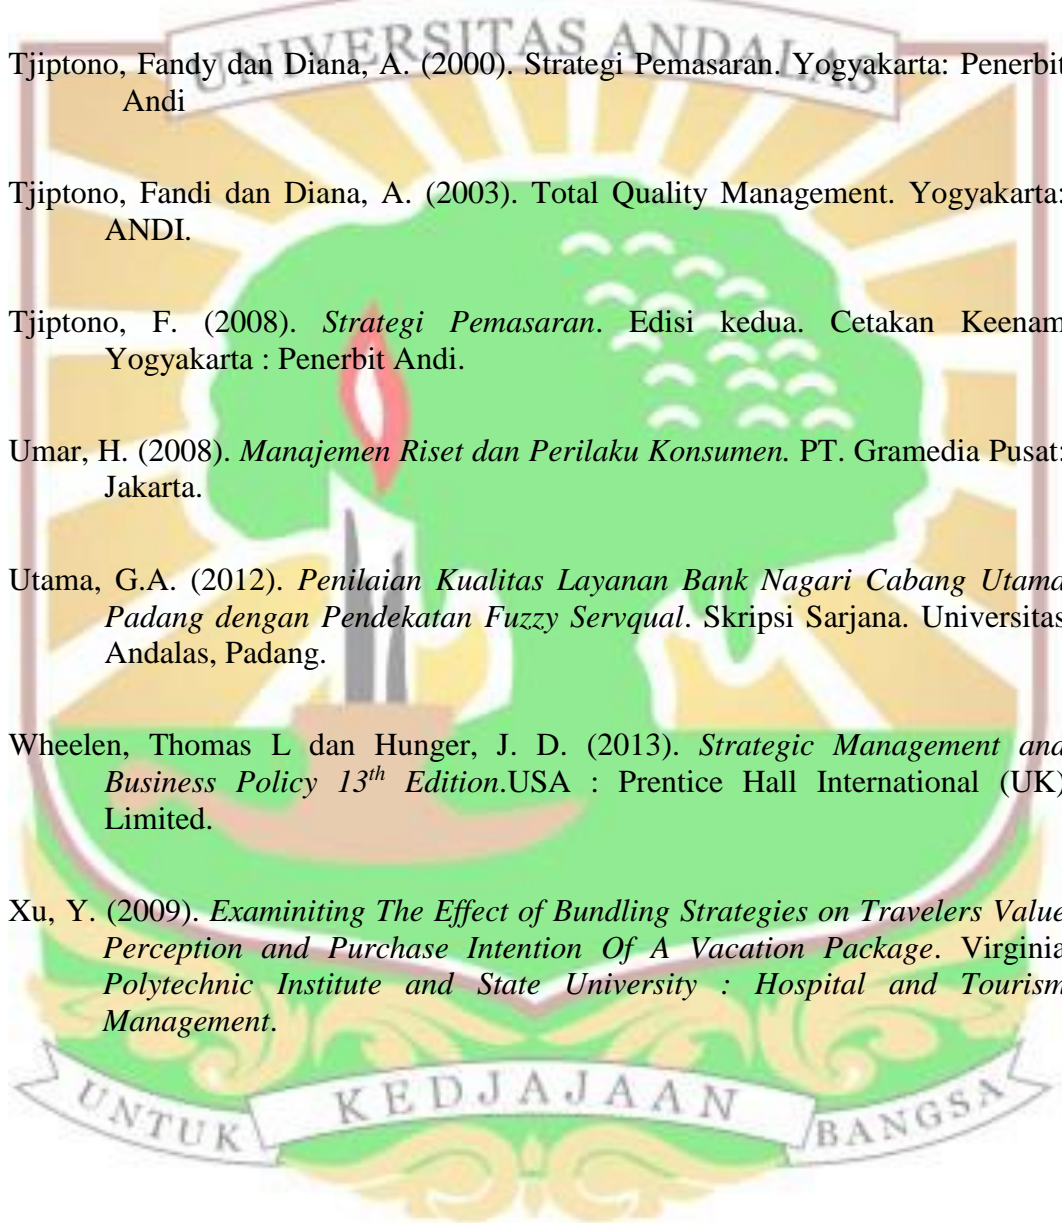 UNIVERSITAS ANDALAS
Tjiptono, Fandy dan Diana, A. (2000). Strategi Pemasaran. Yogyakarta: Penerbit
Andi
Tjiptono, Fandi dan Diana, A. (2003). Total Quality Management. Yogyakarta:
ANDI.
Tjiptono, F. (2008). Strategi Pemasaran. Edisi kedua. Cetakan Keenam
Yogyakarta : Penerbit Andi.
Umar, H. (2008). Manajemen Riset dan Perilaku Konsumen. PT. Gramedia Pusat:
Jakarta.
Utama, G.A. (2012). Penilaian Kualitas Layanan Bank Nagari Cabang Utama
Padang dengan Pendekatan Fuzzy Servqual. Skripsi Sarjana. Universitas
Andalas, Padang.
Wheelen, Thomas L dan Hunger, J. D. (2013). Strategic Management and
Business Policy 13th Edition.USA : Prentice Hall International (UK)
Limited.
Xu, Y. (2009). Examiniting The Effect of Bundling Strategies on Travelers Value
Perception and Purchase Intention Of A Vacation Package. Virginia
Polytechnic Institute and State University : Hospital and Tourism
Management.
UNTUK KEDJAJAAN BANGSA